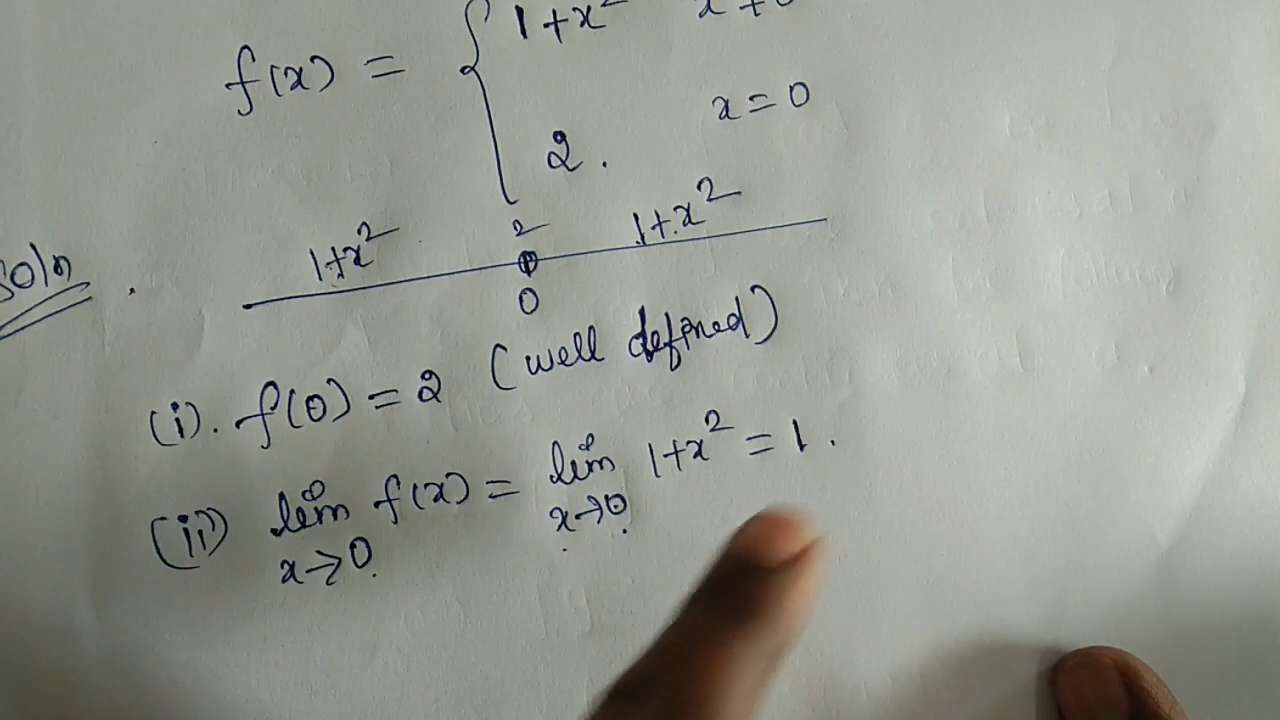 f(x) = { 1+x² x≠0
2. x=0
Soln. 1+x² 2 1+x²
0
(i). f(0) = 2 (well defined)
(ii) lim f(x) = lim 1+x² = 1.
x→0 x→0